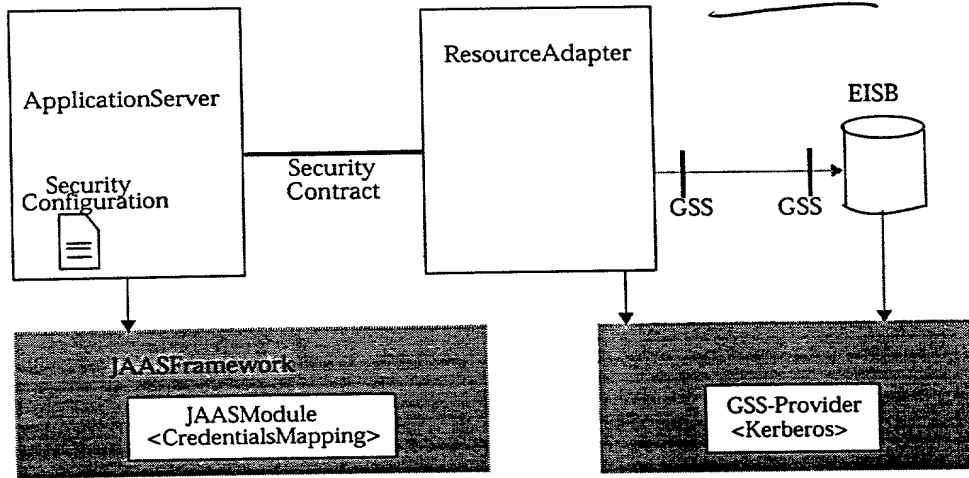 ResourceAdapter
ApplicationServer
EISB
Security
Contract
Security
Configuration
GSS
GSS
JAASFramework
JAASModule
<CredentialsMapping>
GSS-Provider
<Kerberos>